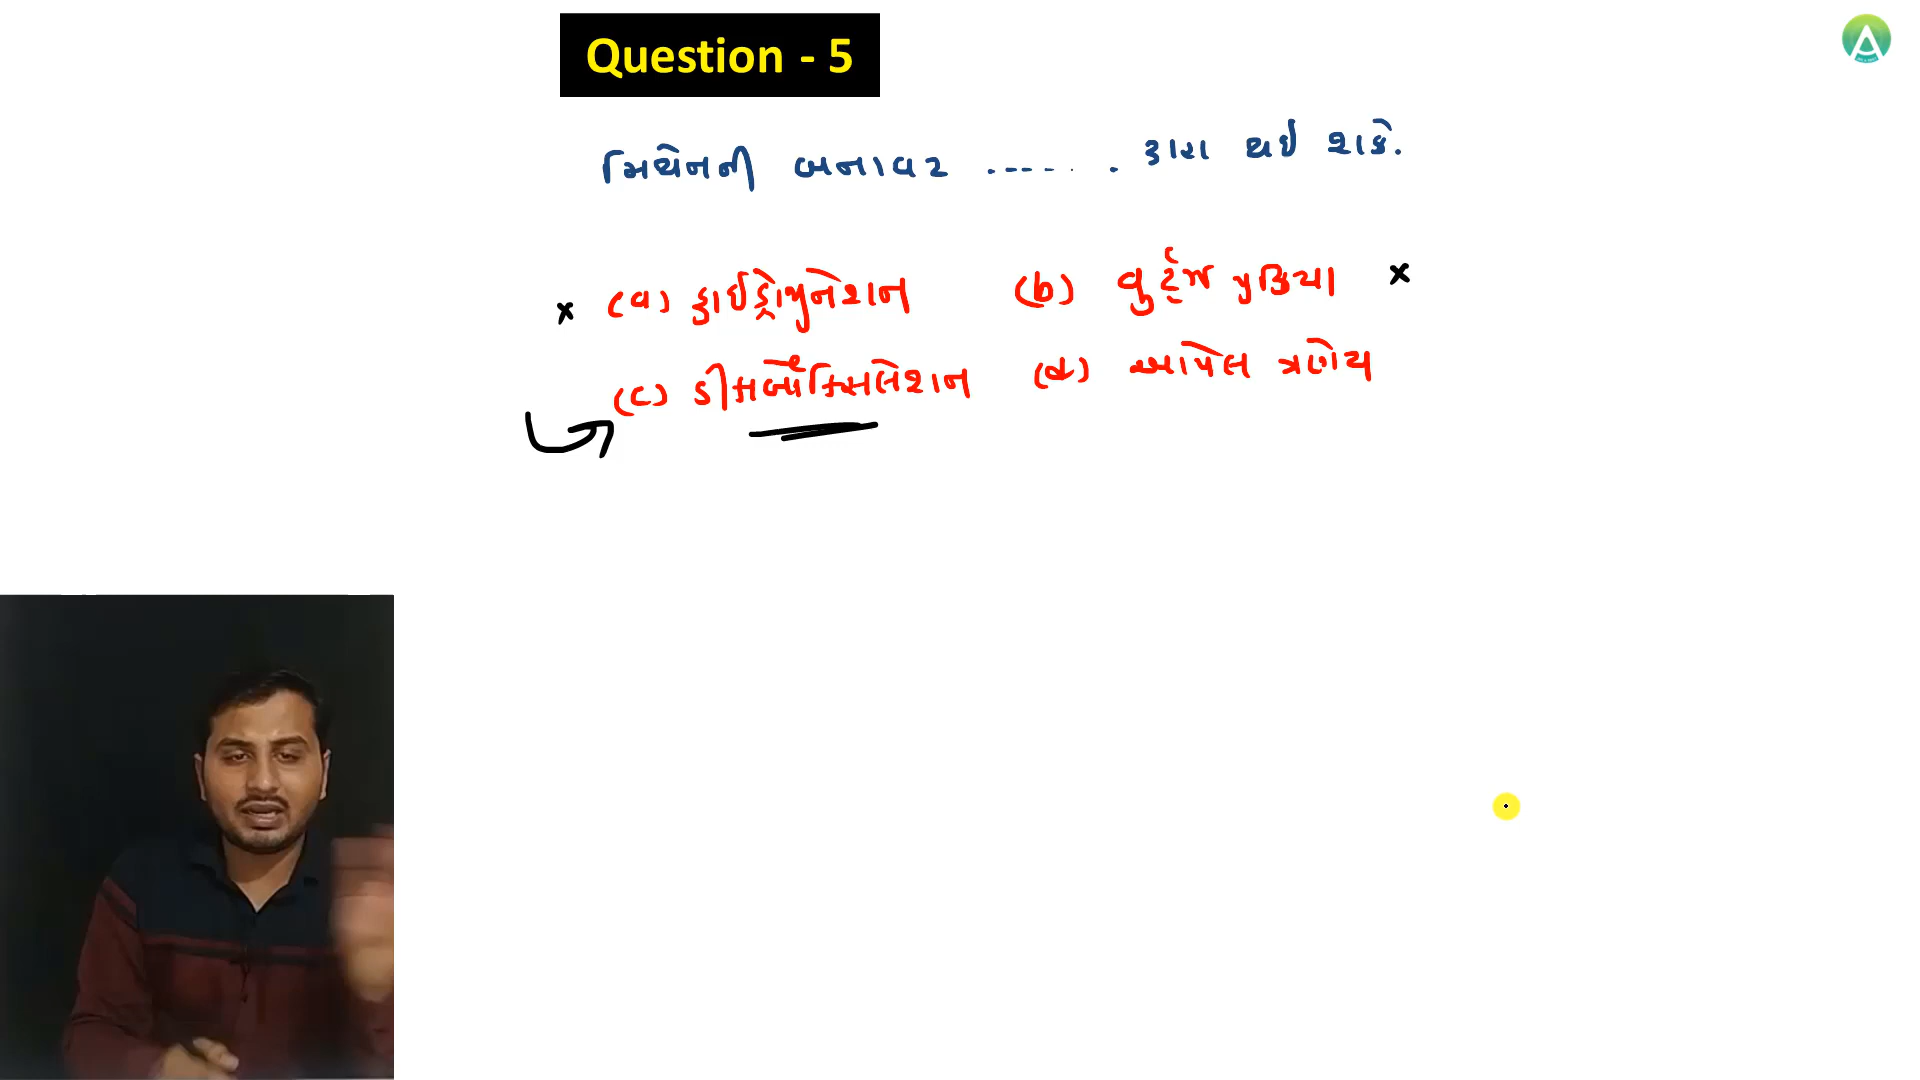 Question - 5
મિથેનની બનાવટ ...... દ્વારા થઈ શકે.
x (a) હાઈડ્રોજીનેશન (b) વુર્ટ્ઝ પ્રક્રિયા x
(c) ડીકાર્બોક્સિલેશન (d) આપેલ ત્રણેય